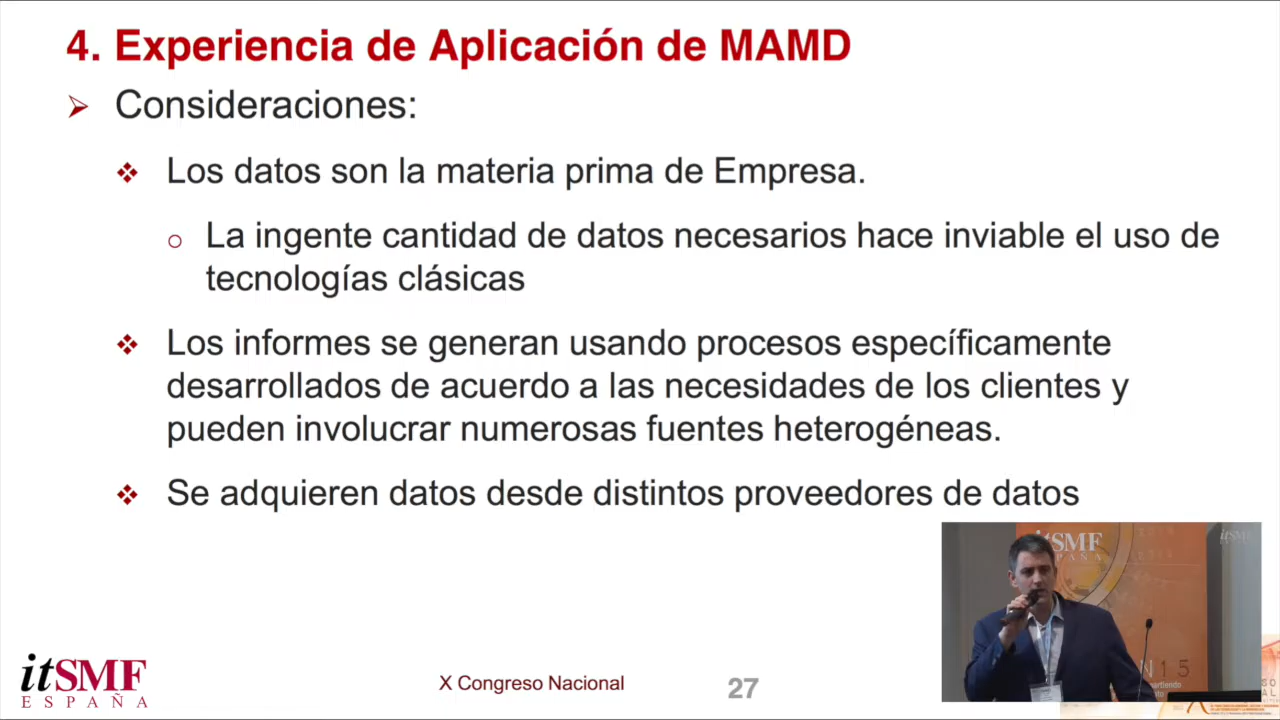 4. Experiencia de Aplicación de MAMD
Consideraciones:
Los datos son la materia prima de Empresa.
La ingente cantidad de datos necesarios hace inviable el uso de
tecnologías clásicas
Los informes se generan usando procesos específicamente
desarrollados de acuerdo a las necesidades de los clientes y
pueden involucrar numerosas fuentes heterogéneas.
Se adquieren datos desde distintos proveedores de datos
itSMF
ESPAÑA
X Congreso Nacional
27
itSMF